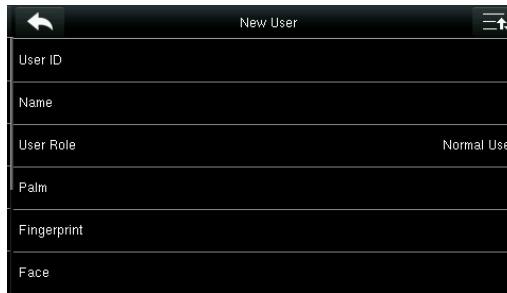 New User
User ID
Name
User Role Normal Use
Palm
Fingerprint
Face